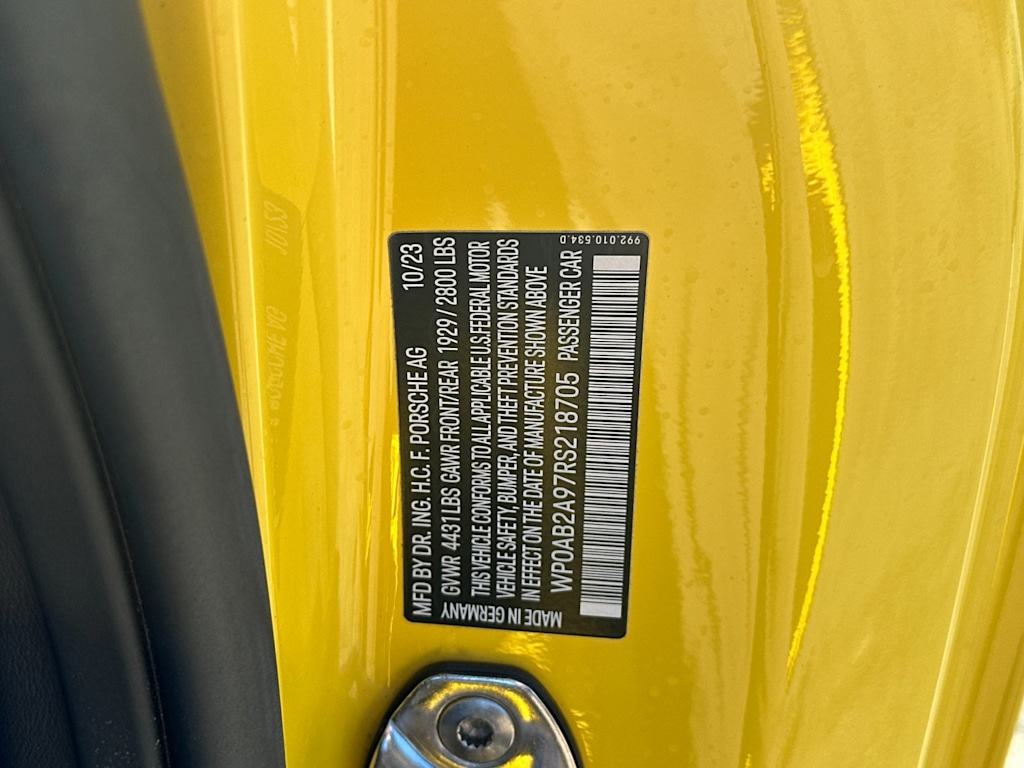 MFD BY DR. ING. H.C. F. PORSCHE AG 10/23
GVWR 4431 LBS GAWR FRONT/REAR 1929 / 2800 LBS
THIS VEHICLE CONFORMS TO ALL APPLICABLE U.S. FEDERAL MOTOR
VEHICLE SAFETY, BUMPER, AND THEFT PREVENTION STANDARDS
IN EFFECT ON THE DATE OF MANUFACTURE SHOWN ABOVE
WP0AB2A97RS218705 PASSENGER CAR
MADE IN GERMANY
992.010.534.D